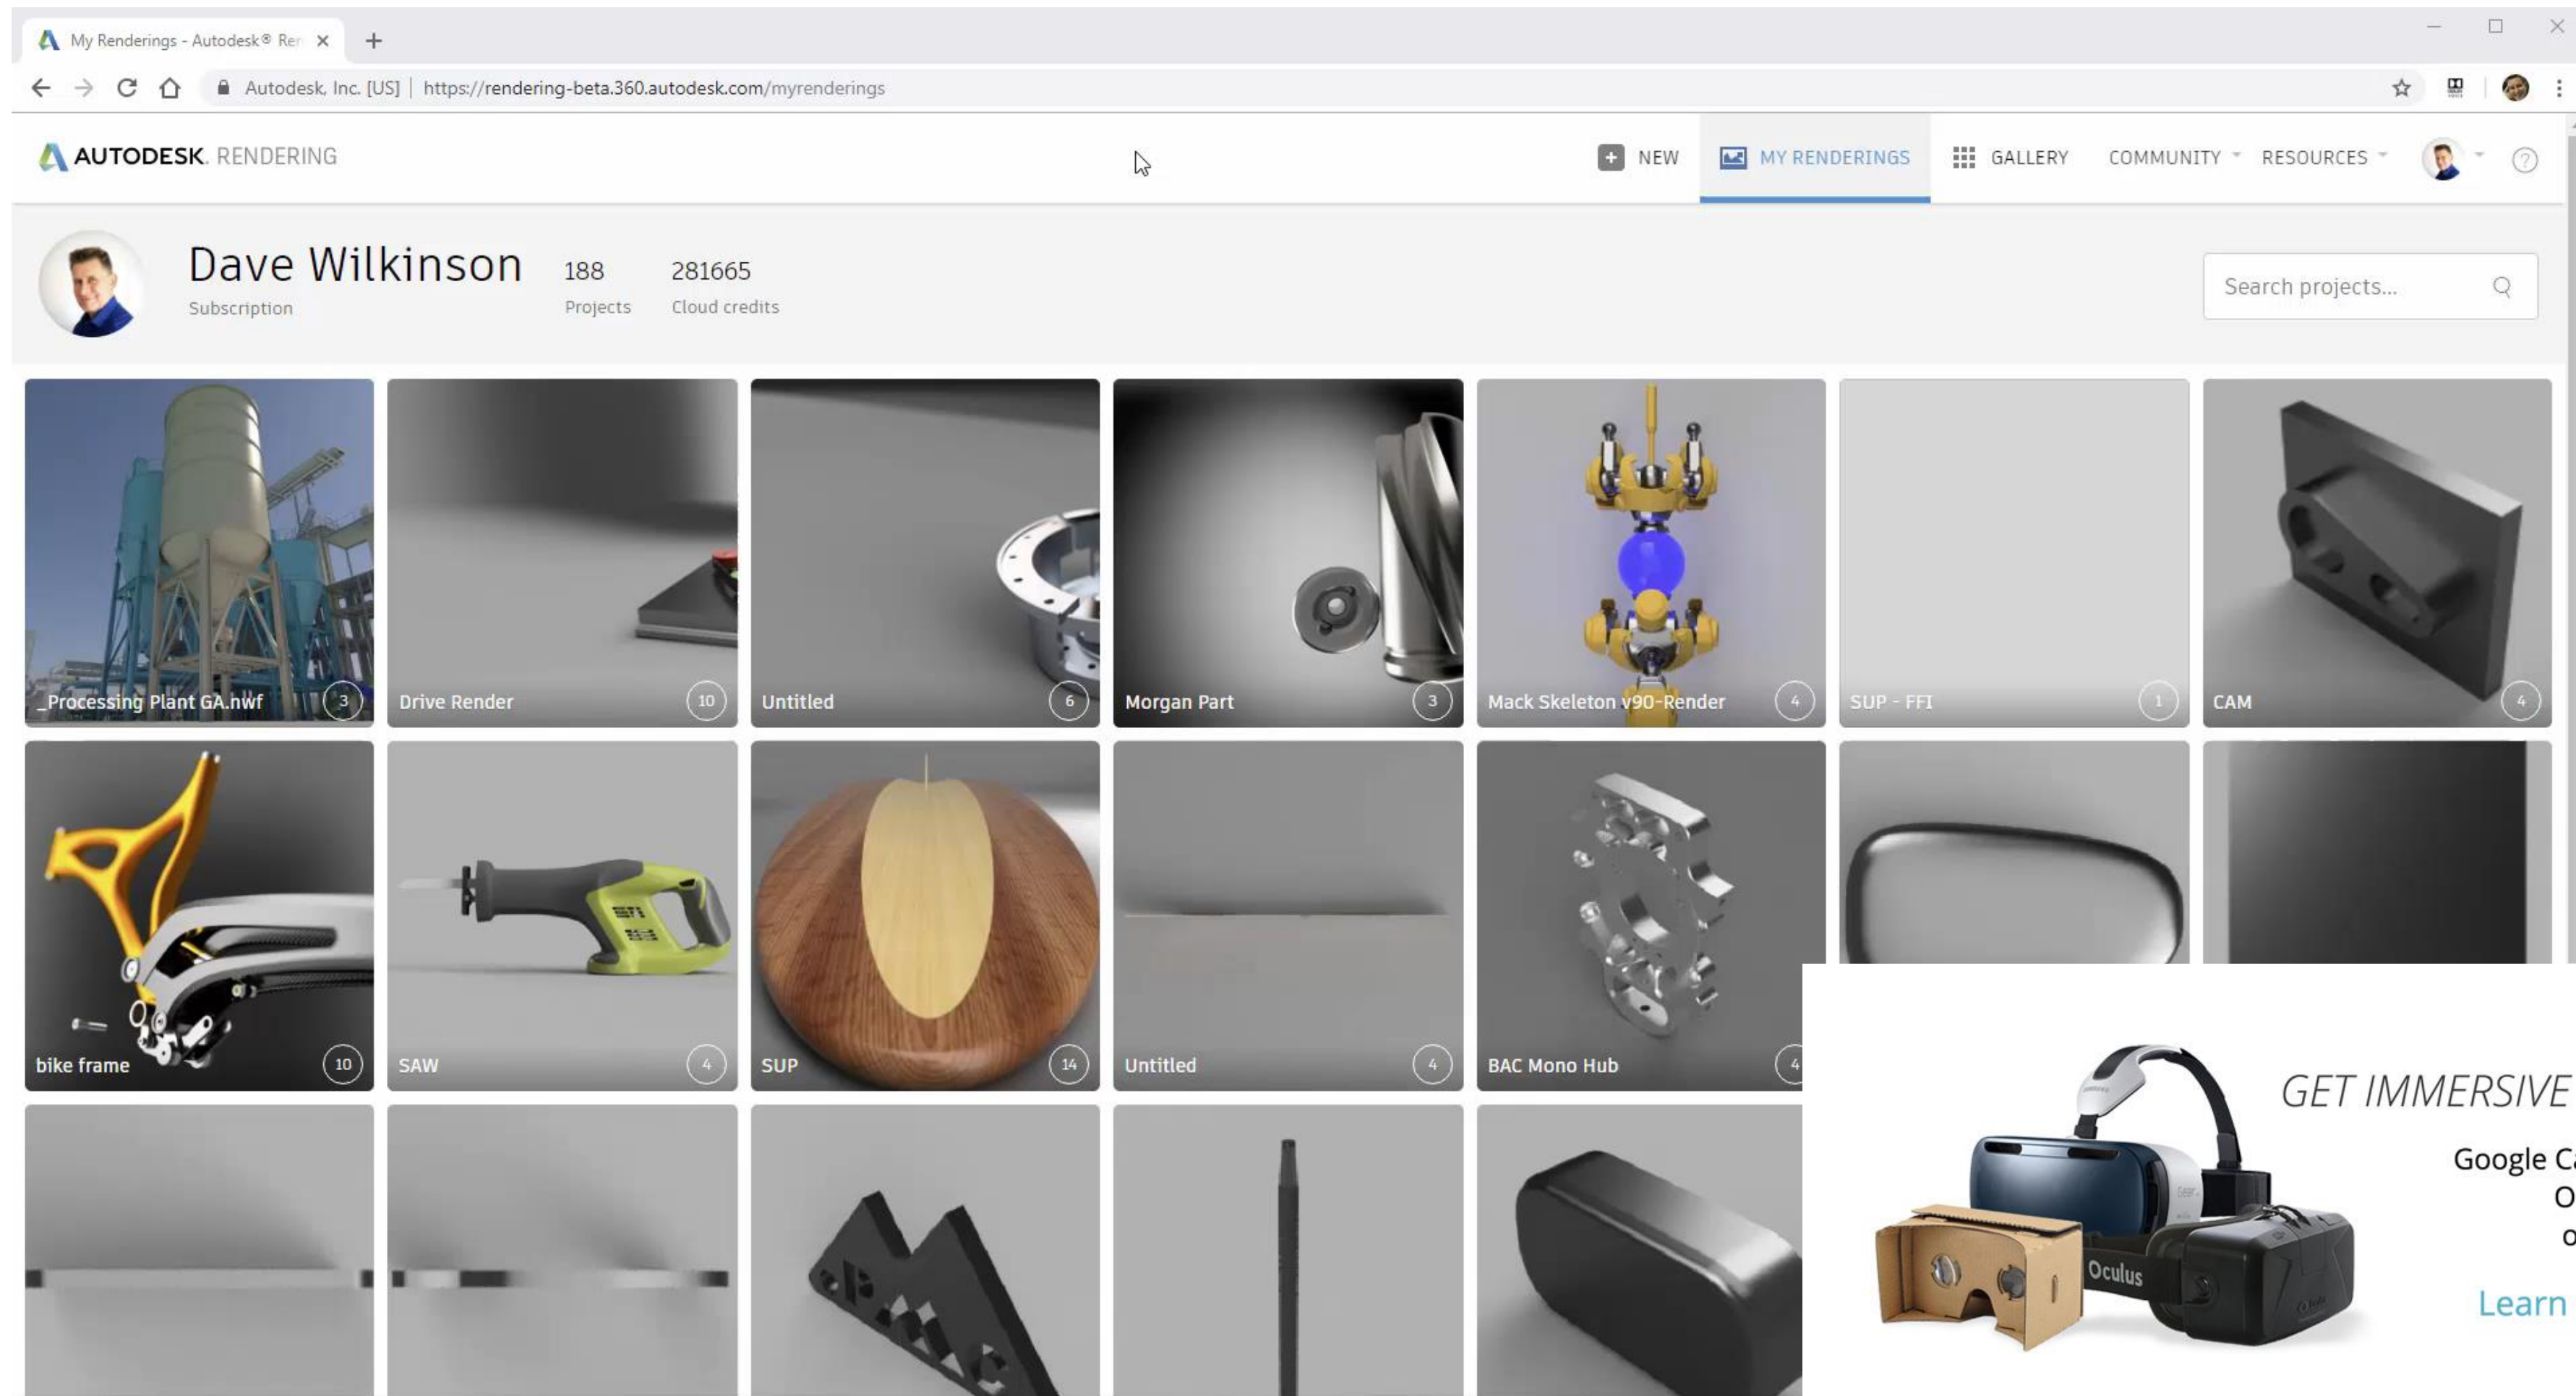 My Renderings - Autodesk® Ren
Autodesk, Inc. [US] | https://rendering-beta.360.autodesk.com/myrenderings
AUTODESK. RENDERING
NEW
MY RENDERINGS
GALLERY
COMMUNITY
RESOURCES
?
Dave Wilkinson
188
281665
Subscription
Projects
Cloud credits
Search projects...
_Processing Plant GA.nwf
3
Drive Render
10
Untitled
6
Morgan Part
3
Mack Skeleton v90-Render
4
SUP - FFI
1
CAM
4
bike frame
10
SAW
4
SUP
14
Untitled
4
BAC Mono Hub
4
GET IMMERSIVE
Google Ca
O
o
Oculus
Learn